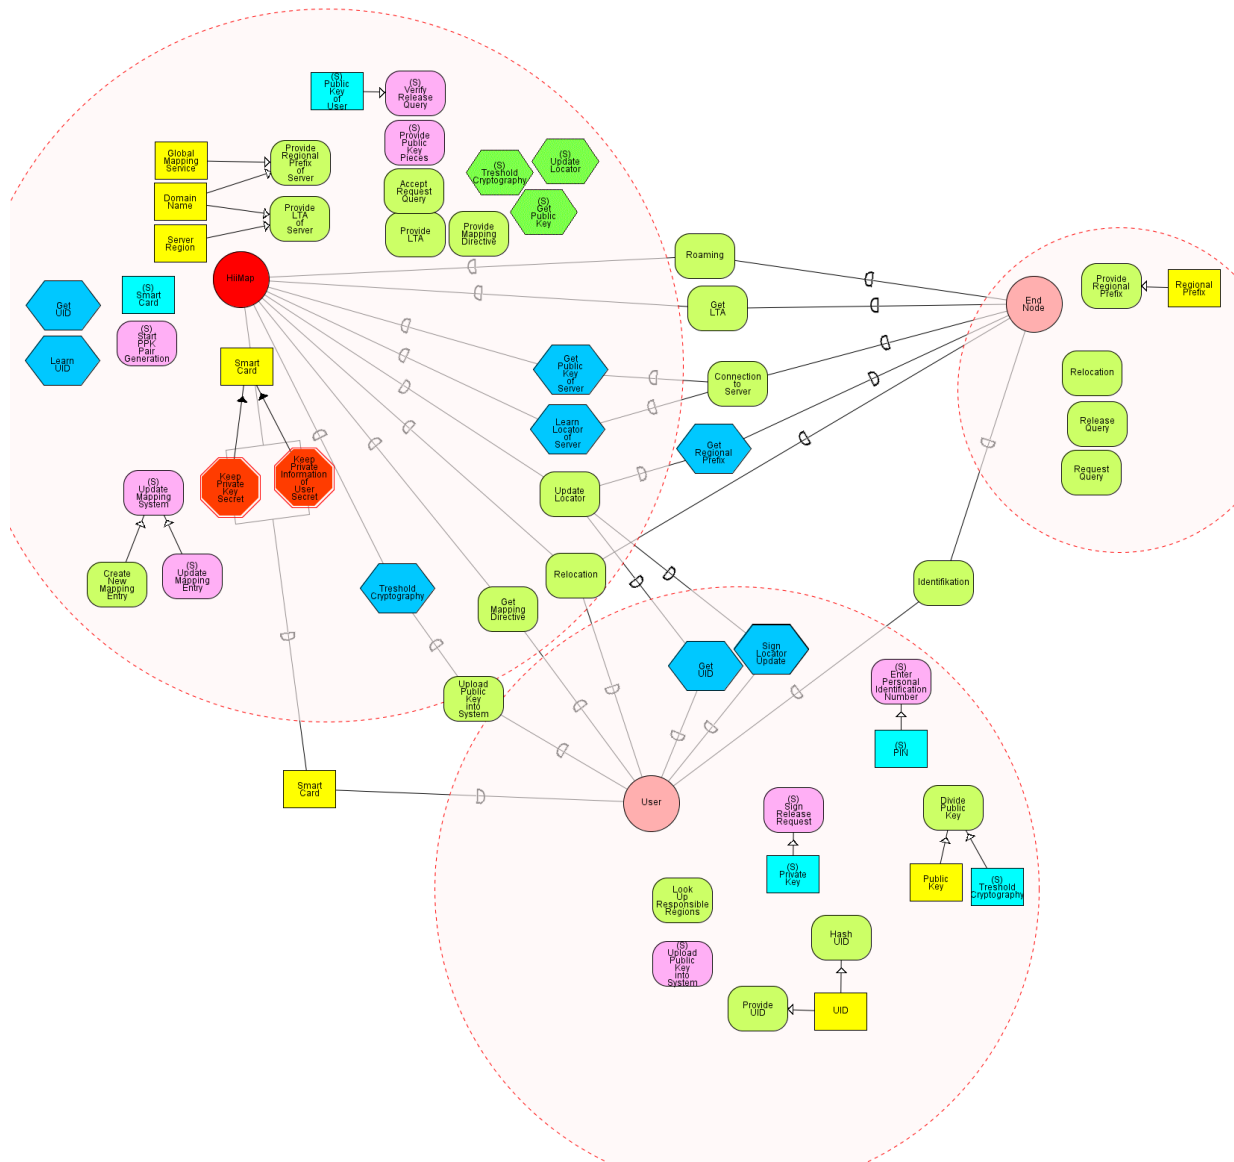 (S)
Public
Key
of
User
(S)
Verify
Release
Query
(S)
Provide
Public
Key
Pieces
Global
Mapping
Service
Provide
Regional
Prefix
of
Server
Domain
Name
Provide
LTA
of
Server
Server
Region
Accept
Request
Query
Provide
LTA
Provide
Mapping
Directive
(S)
Treshold
Cryptography
(S)
Update
Locator
(S)
Get
Public
Key
HiiMap
Get
UID
Learn
UID
(S)
Smart
Card
(S)
Start
PPK
Pair
Generation
Smart
Card
Keep
Private
Key
Secret
Keep
Private
Information
of
User
Secret
(S)
Update
Mapping
System
Create
New
Mapping
Entry
(S)
Update
Mapping
Entry
Roaming
Get
LTA
Get
Public
Key
of
Server
Connection
to
Server
Learn
Locator
of
Server
Get
Regional
Prefix
Update
Locator
Relocation
Treshold
Cryptography
Get
Mapping
Directive
Upload
Public
Key
into
System
Smart
Card
Identifikation
End
Node
Provide
Regional
Prefix
Regional
Prefix
Relocation
Release
Query
Request
Query
Get
UID
Sign
Locator
Update
User
(S)
Enter
Personal
Identification
Number
(S)
PIN
(S)
Sign
Release
Request
(S)
Private
Key
Divide
Public
Key
Public
Key
(S)
Treshold
Cryptography
Look
Up
Responsible
Regions
(S)
Upload
Public
Key
into
System
Hash
UID
Provide
UID
UID